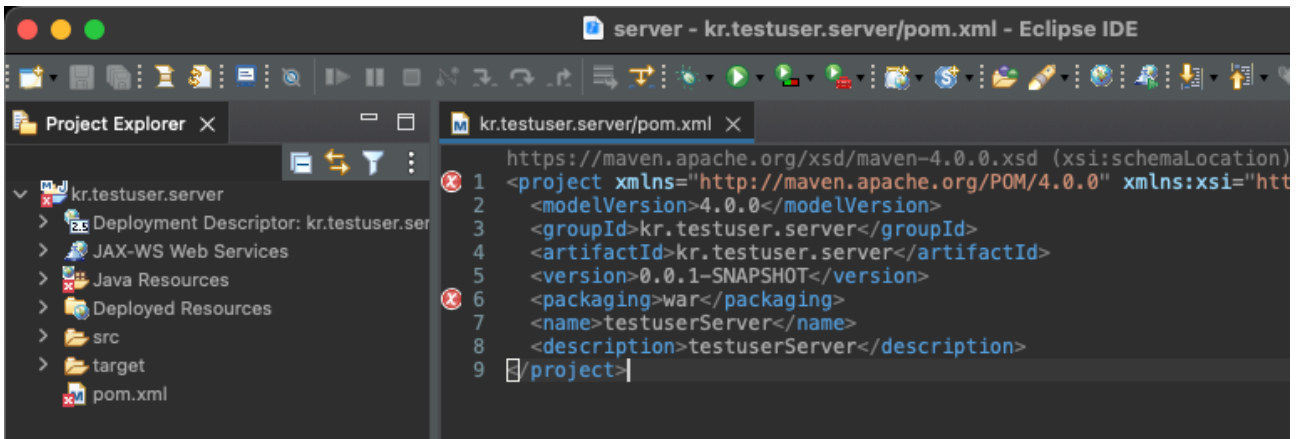 server - kr.testuser.server/pom.xml - Eclipse IDE
Project Explorer
kr.testuser.server/pom.xml
kr.testuser.server
Deployment Descriptor: kr.testuser.ser
JAX-WS Web Services
Java Resources
Deployed Resources
src
target
pom.xml
https://maven.apache.org/xsd/maven-4.0.0.xsd (xsi:schemaLocation)
1 <project xmlns="http://maven.apache.org/POM/4.0.0" xmlns:xsi="htt
2 <modelVersion>4.0.0</modelVersion>
3 <groupId>kr.testuser.server</groupId>
4 <artifactId>kr.testuser.server</artifactId>
5 <version>0.0.1-SNAPSHOT</version>
6 <packaging>war</packaging>
7 <name>testuserServer</name>
8 <description>testuserServer</description>
9 </project>